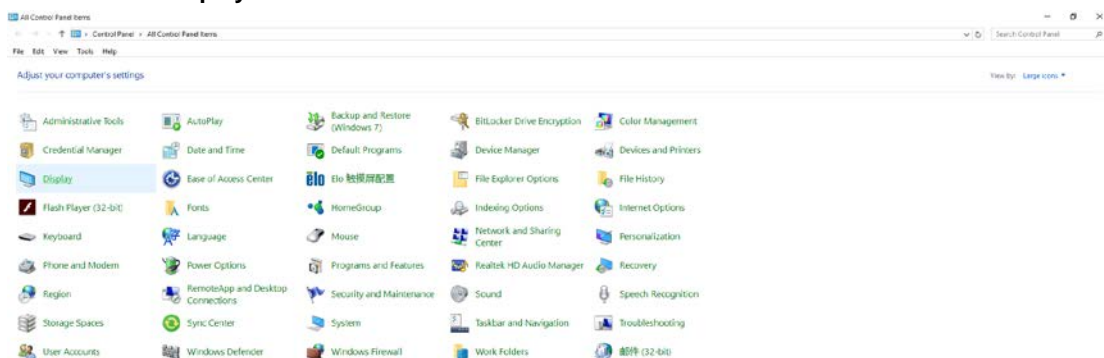 All Control Panel Items
Control Panel › All Control Panel Items
Search Control Panel
File Edit View Tools Help
Adjust your computer's settings
View by: Large icons
Administrative Tools
AutoPlay
Backup and Restore
(Windows 7)
BitLocker Drive Encryption
Color Management
Credential Manager
Date and Time
Default Programs
Device Manager
Devices and Printers
Display
Ease of Access Center
elo
Elo 触摸屏配置
File Explorer Options
File History
Flash Player (32-bit)
Fonts
HomeGroup
Indexing Options
Internet Options
Keyboard
Language
Mouse
Network and Sharing
Center
Personalization
Phone and Modem
Power Options
Programs and Features
Realtek HD Audio Manager
Recovery
Region
RemoteApp and Desktop
Connections
Security and Maintenance
Sound
Speech Recognition
Storage Spaces
Sync Center
System
Taskbar and Navigation
Troubleshooting
User Accounts
Windows Defender
Windows Firewall
Work Folders
邮件 (32-bit)